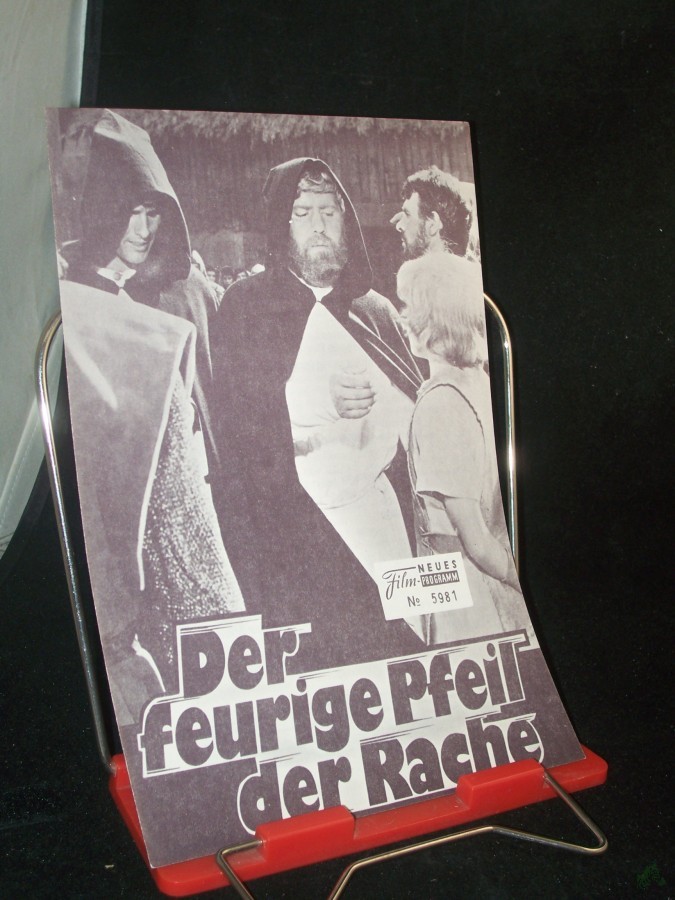 NEUES
Film-PROGRAMM
No 5981
Der
feurige Pfeil
der Rache